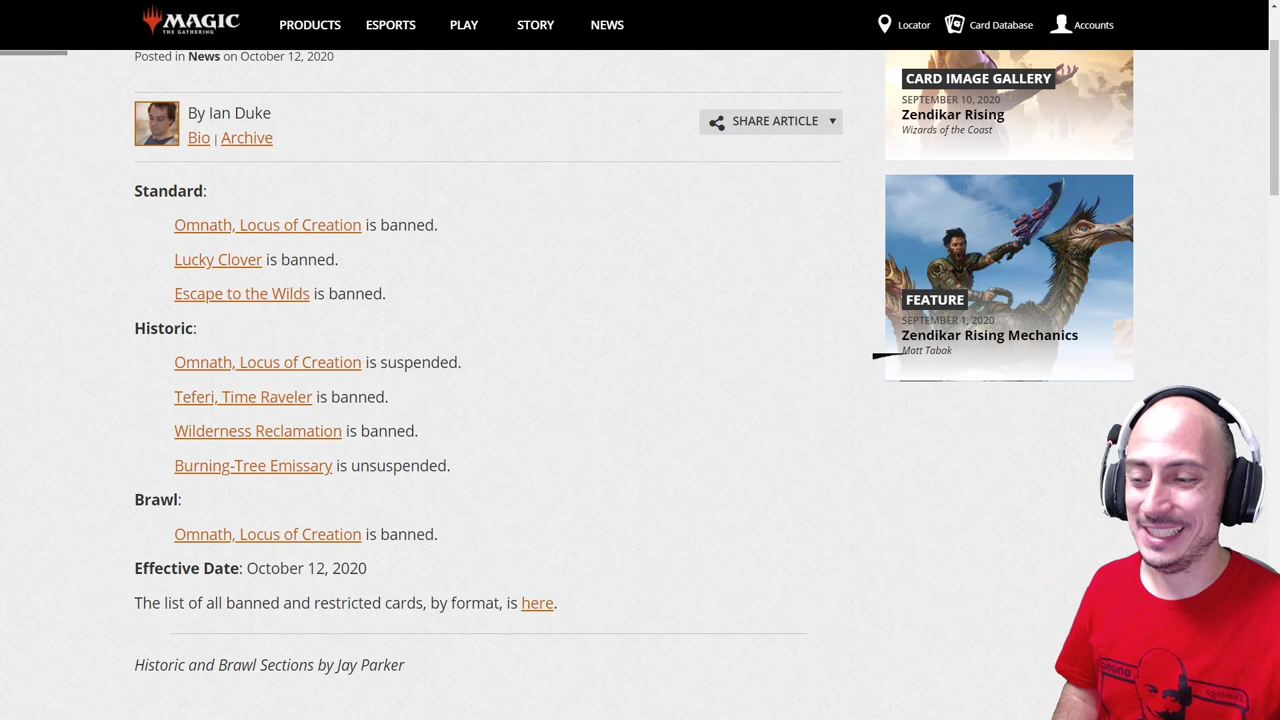 MAGIC
THE GATHERING
PRODUCTS ESPORTS PLAY STORY NEWS
Locator Card Database Accounts
Posted in News on October 12, 2020
By Ian Duke
Bio | Archive
SHARE ARTICLE
Standard:
Omnath, Locus of Creation is banned.
Lucky Clover is banned.
Escape to the Wilds is banned.
Historic:
Omnath, Locus of Creation is suspended.
Teferi, Time Raveler is banned.
Wilderness Reclamation is banned.
Burning-Tree Emissary is unsuspended.
Brawl:
Omnath, Locus of Creation is banned.
Effective Date: October 12, 2020
The list of all banned and restricted cards, by format, is here.
Historic and Brawl Sections by Jay Parker
CARD IMAGE GALLERY
SEPTEMBER 10, 2020
Zendikar Rising
Wizards of the Coast
FEATURE
SEPTEMBER 1, 2020
Zendikar Rising Mechanics
Matt Tabak